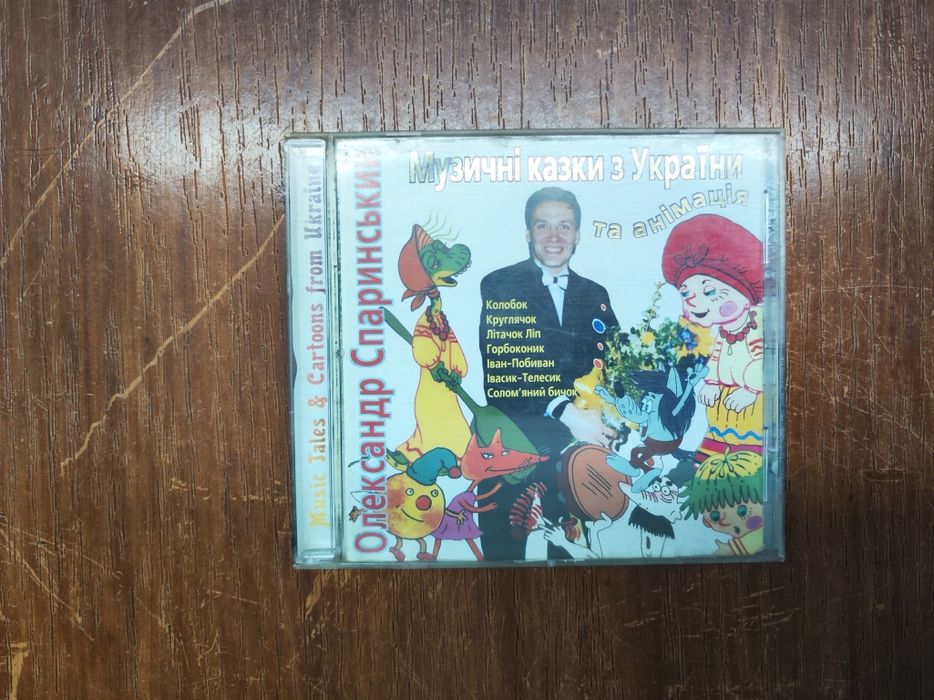 Music Tales & Cartoons from Ukraine
Олександр Спаринський
Музичні казки з України
та анімація
Колобок
Круглячок
Літачок Ліп
Горбоконик
Іван-Побиван
Івасик-Телесик
Солом'яний бичок